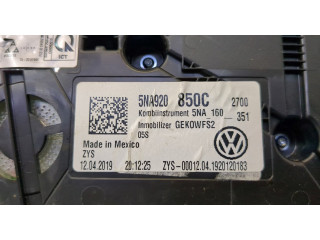 5NA920 850C 2700
Kombiinstrument 5NA 160 351
Immobilizer GEKOWFS2
05S
Made in Mexico
ZYS
12.04.2019 20:12:25 ZYS-00012.04.1920120183
ICT